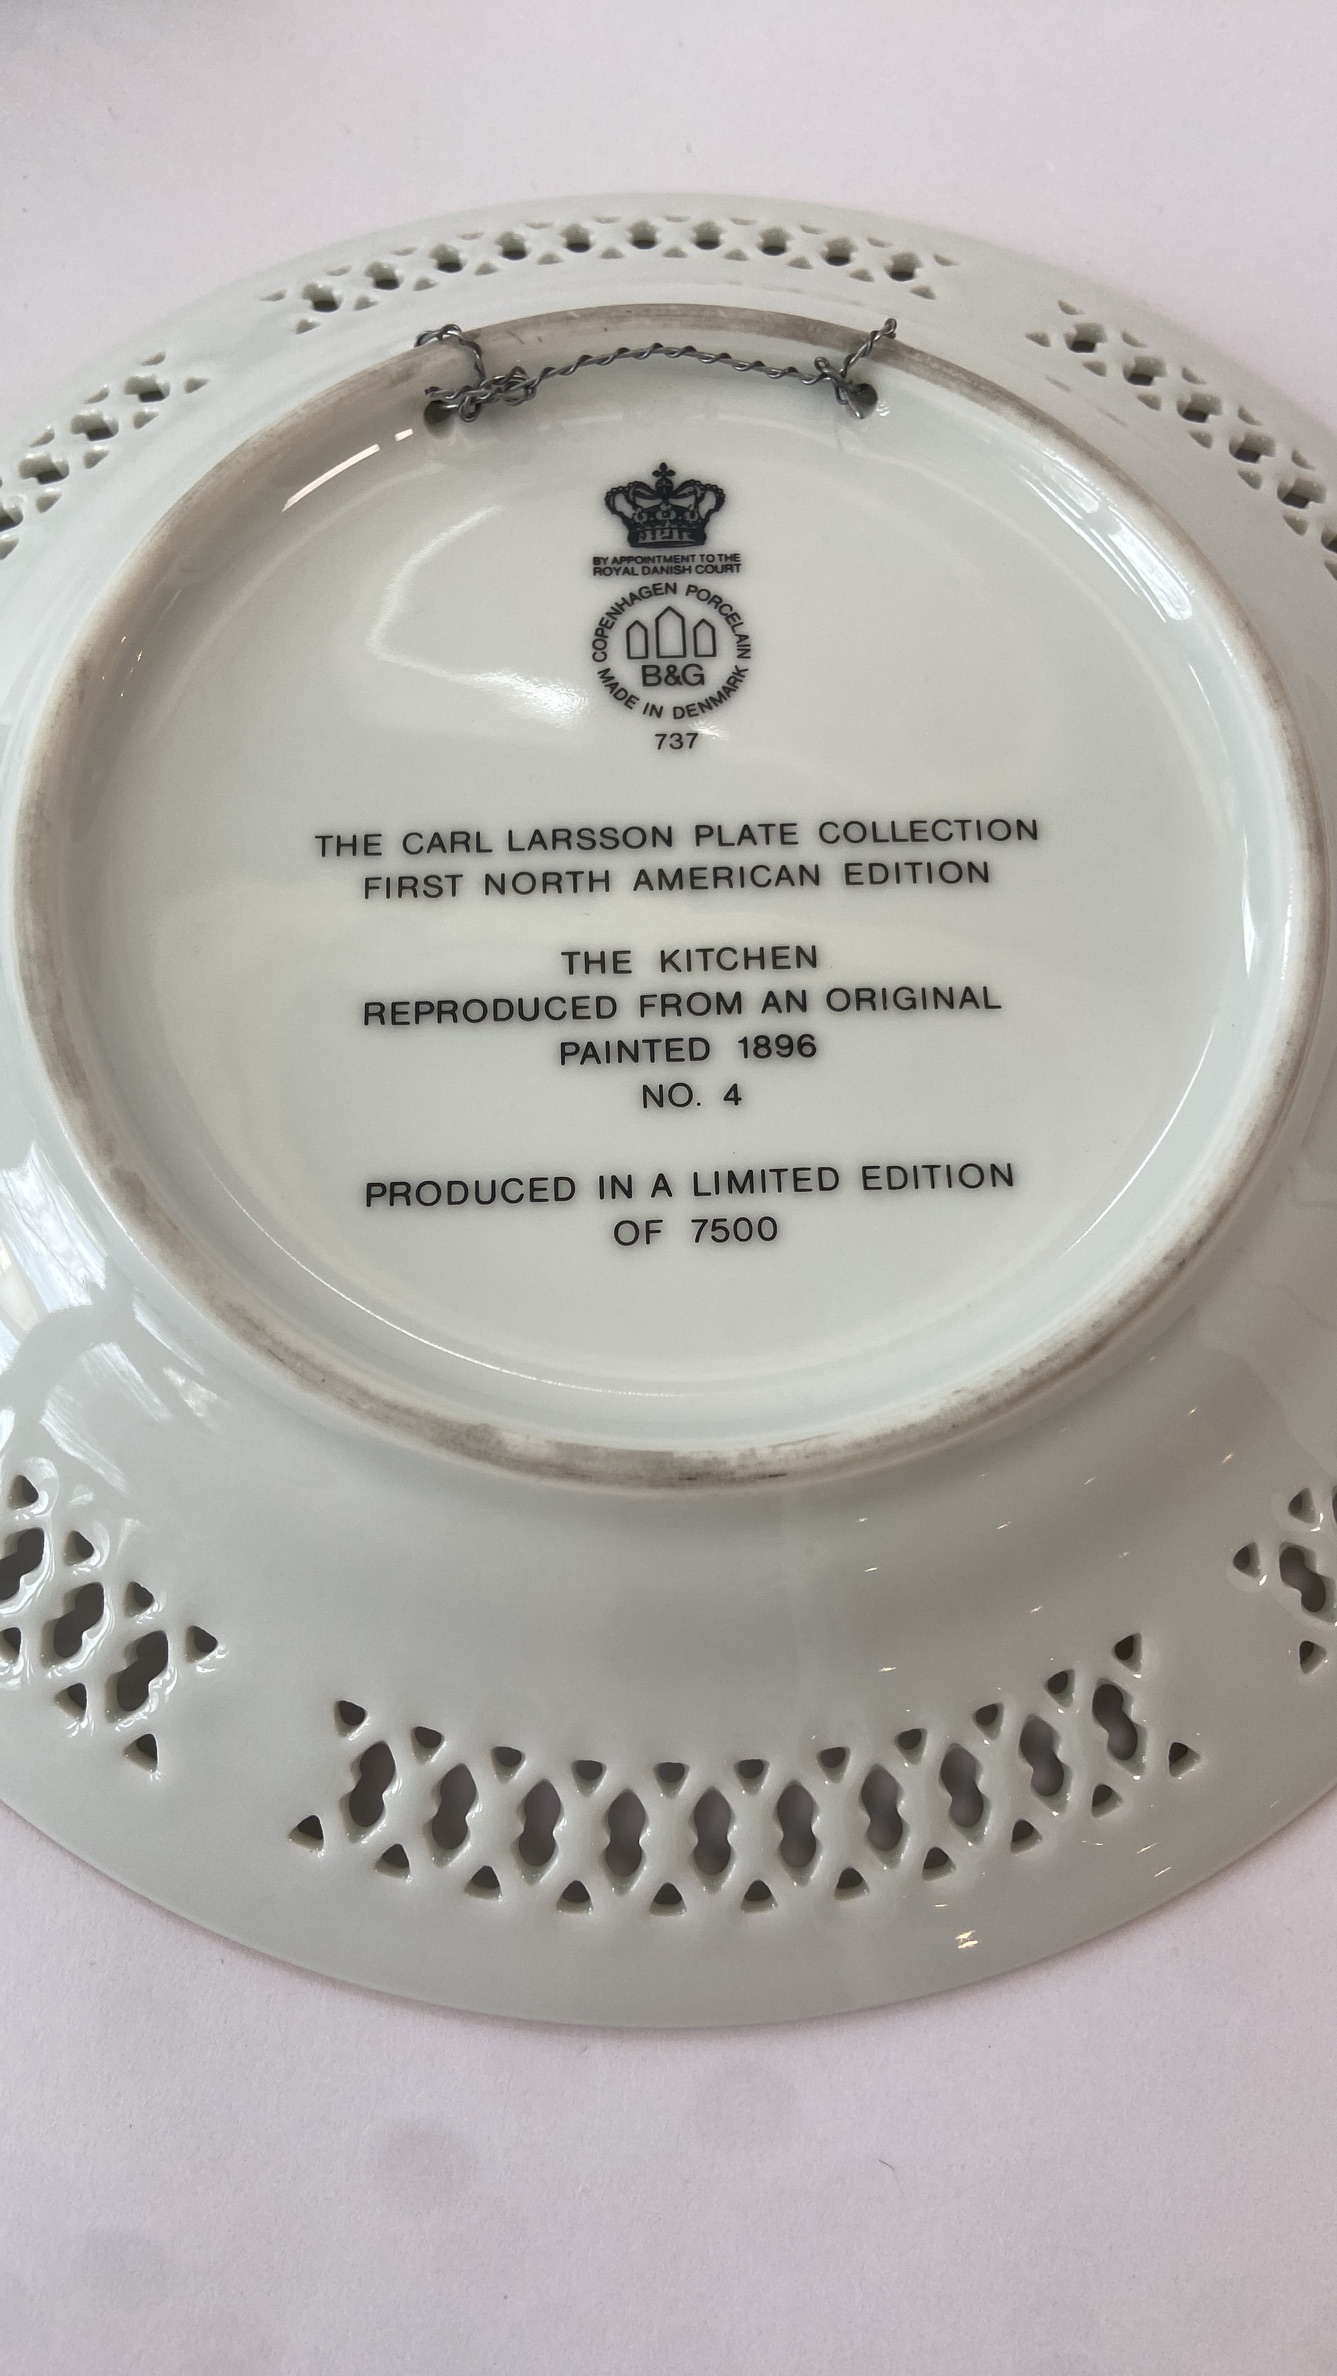 BY APPOINTMENT TO THE
ROYAL DANISH COURT
COPENHAGEN PORCELAIN
B&G
MADE IN DENMARK
737
THE CARL LARSSON PLATE COLLECTION
FIRST NORTH AMERICAN EDITION
THE KITCHEN
REPRODUCED FROM AN ORIGINAL
PAINTED 1896
NO. 4
PRODUCED IN A LIMITED EDITION
OF 7500